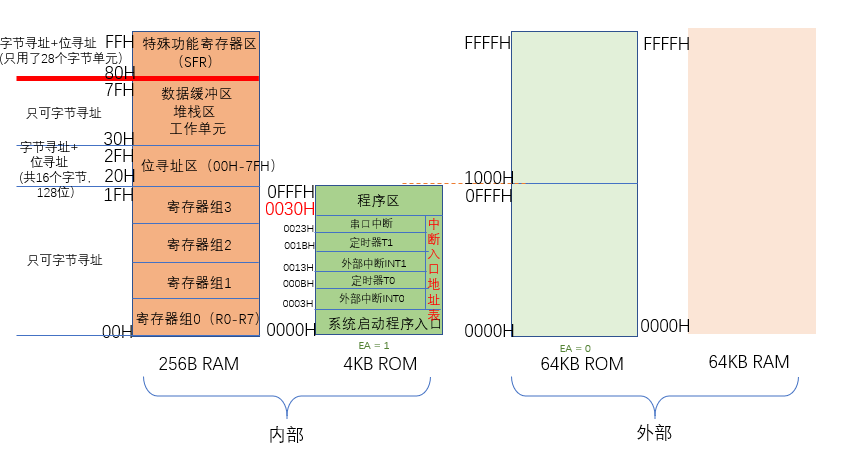 字节寻址+位寻址
(只用了28个字节单元)
FFH
80H
特殊功能寄存器区
（SFR）
7FH
只可字节寻址
数据缓冲区
堆栈区
工作单元
30H
字节寻址+
位寻址
(共16个字节,
128位)
2FH
20H
位寻址区（00H-7FH）
1FH
只可字节寻址
寄存器组3
寄存器组2
寄存器组1
寄存器组0（R0-R7）
00H
256B RAM
0FFFH
程序区
0030H
0023H
串口中断
001BH
定时器T1
0013H
外部中断INT1
000BH
定时器T0
0003H
外部中断INT0
中断入口地址表
0000H
系统启动程序入口
EA = 1
4KB ROM
内部
FFFFH
1000H
0FFFH
0000H
EA = 0
64KB ROM
FFFFH
0000H
64KB RAM
外部